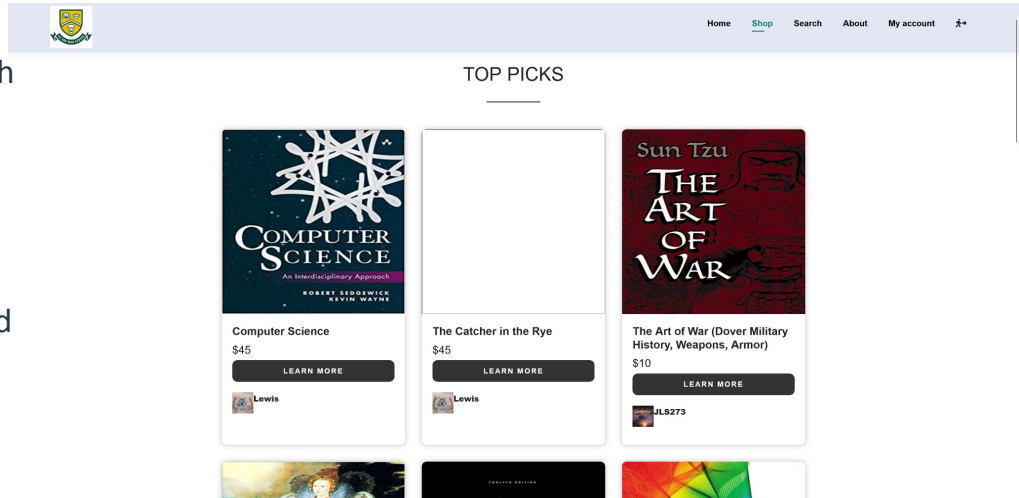 Home Shop Search About My account
h
TOP PICKS
COMPUTER
SCIENCE
An Interdisciplinary Approach
ROBERT SEDGEWICK
KEVIN WAYNE
Sun Tzu
THE
ART
OF
WAR
d
Computer Science
$45
LEARN MORE
Lewis
The Catcher in the Rye
$45
LEARN MORE
Lewis
The Art of War (Dover Military
History, Weapons, Armor)
$10
LEARN MORE
JLS273
TWELFTH EDITION